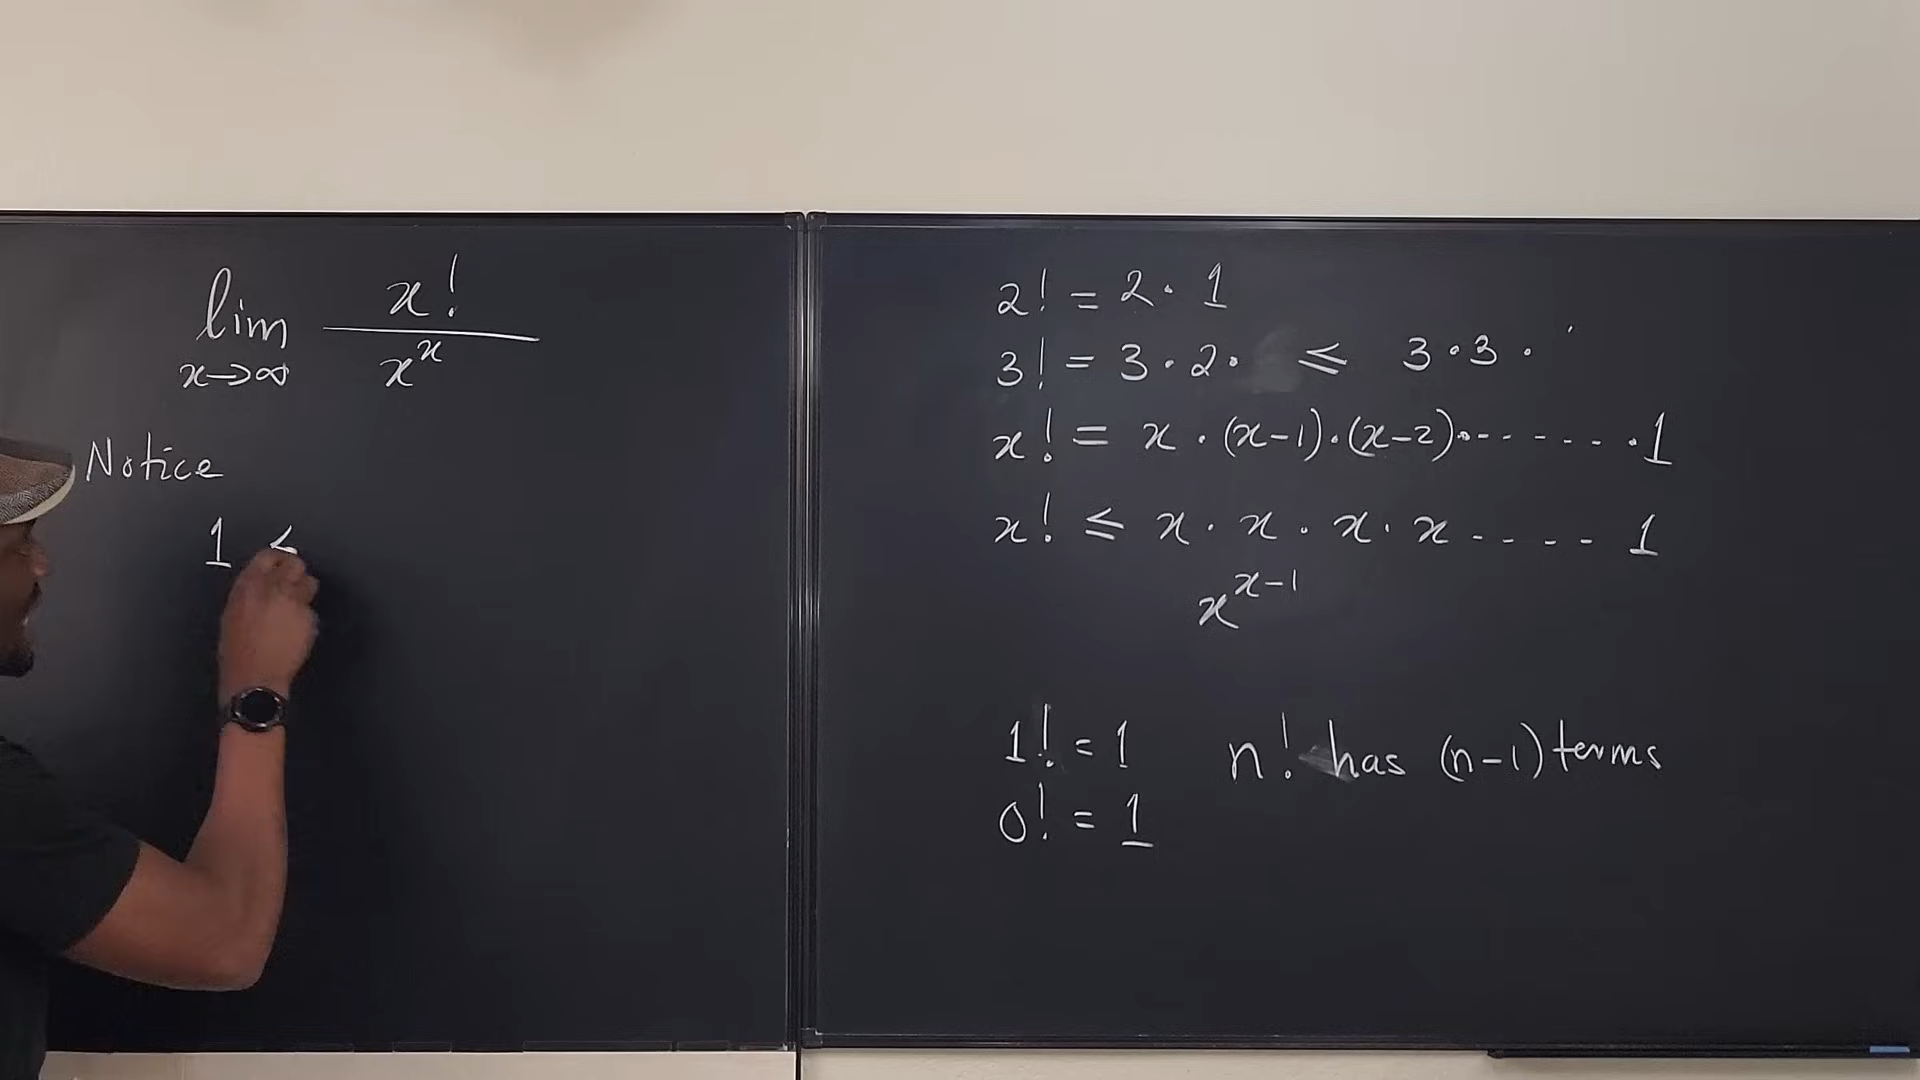 lim x→∞ x! / x^x
Notice
1 ≤
2! = 2 · 1
3! = 3 · 2 · ≤ 3 · 3 ·
x! = x · (x-1) · (x-2) · ------ · 1
x! ≤ x · x · x · x ---- 1
x^(x-1)
1! = 1
n! has (n-1) terms
0! = 1